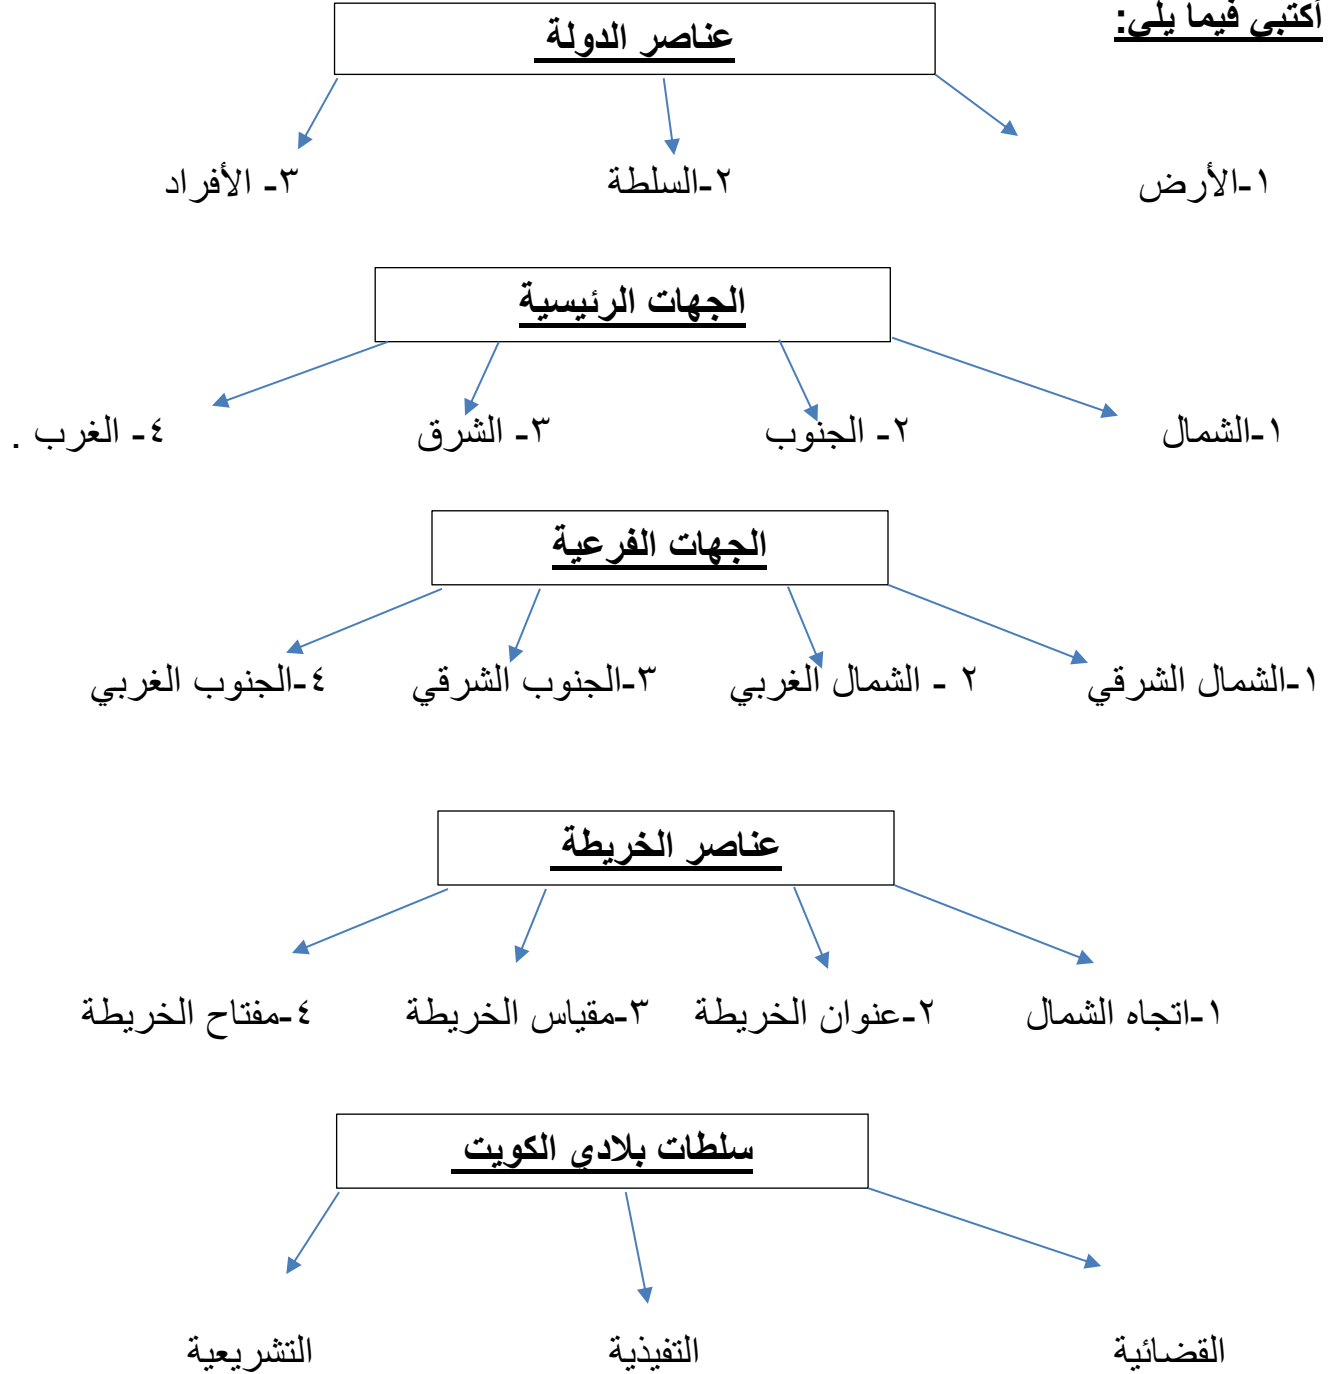 أكتبي فيما يلي:
عناصر الدولة
١-الأرض ٢-السلطة ٣- الأفراد
الجهات الرئيسية
١-الشمال ٢- الجنوب ٣- الشرق ٤- الغرب .
الجهات الفرعية
١-الشمال الشرقي ٢ - الشمال الغربي ٣-الجنوب الشرقي ٤-الجنوب الغربي
عناصر الخريطة
١-اتجاه الشمال ٢-عنوان الخريطة ٣-مقياس الخريطة ٤-مفتاح الخريطة
سلطات بلادي الكويت
القضائية التفيذية التشريعية